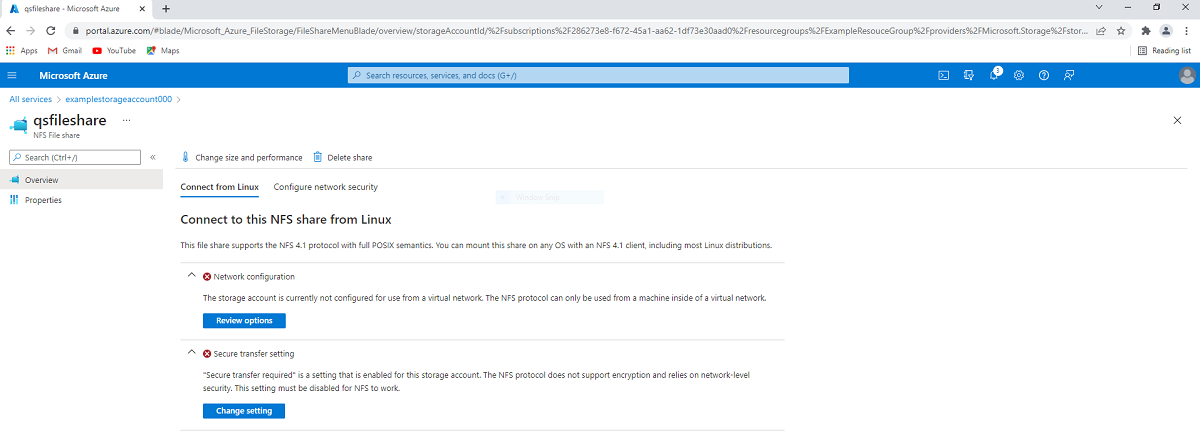 qsfileshare - Microsoft Azure
portal.azure.com/#blade/Microsoft_Azure_FileStorage/FileShareMenuBlade/overview/storageAccountId/%2Fsubscriptions%2F286273e8-f672-45a1-aa62-1df73e30aad0%2Fresourcegroups%2FExampleResouceGroup%2Fproviders%2FMicrosoft.Storage%2Fstor...
Apps Gmail YouTube Maps Reading list
Microsoft Azure Search resources, services, and docs (G+/) 3
All services > examplestorageaccount000 >
qsfileshare ...
NFS File share
Search (Ctrl+/) «
Change size and performance Delete share
Overview
Properties
Connect from Linux Configure network security
Window Snip
Connect to this NFS share from Linux
This file share supports the NFS 4.1 protocol with full POSIX semantics. You can mount this share on any OS with an NFS 4.1 client, including most Linux distributions.
Network configuration
The storage account is currently not configured for use from a virtual network. The NFS protocol can only be used from a machine inside of a virtual network.
Review options
Secure transfer setting
"Secure transfer required" is a setting that is enabled for this storage account. The NFS protocol does not support encryption and relies on network-level
security. This setting must be disabled for NFS to work.
Change setting